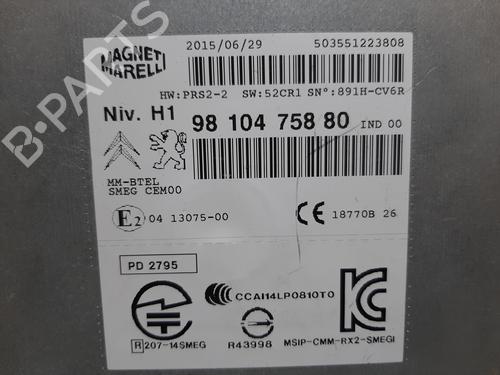 MAGNETI
MARELLI
2015/06/29 503551223808
HW:PRS2-2 SW:52CR1 SN°:891H-CV6R
Niv. H1
98 104 758 80 IND 00
MM-BTEL
SMEG CEM00
E2 04 13075-00
CE 18770B 26
PD 2795
CCAI14LP0810T0
R 207-14SMEG
R43998
MSIP-CMM-RX2-SMEGI
B-PARTS